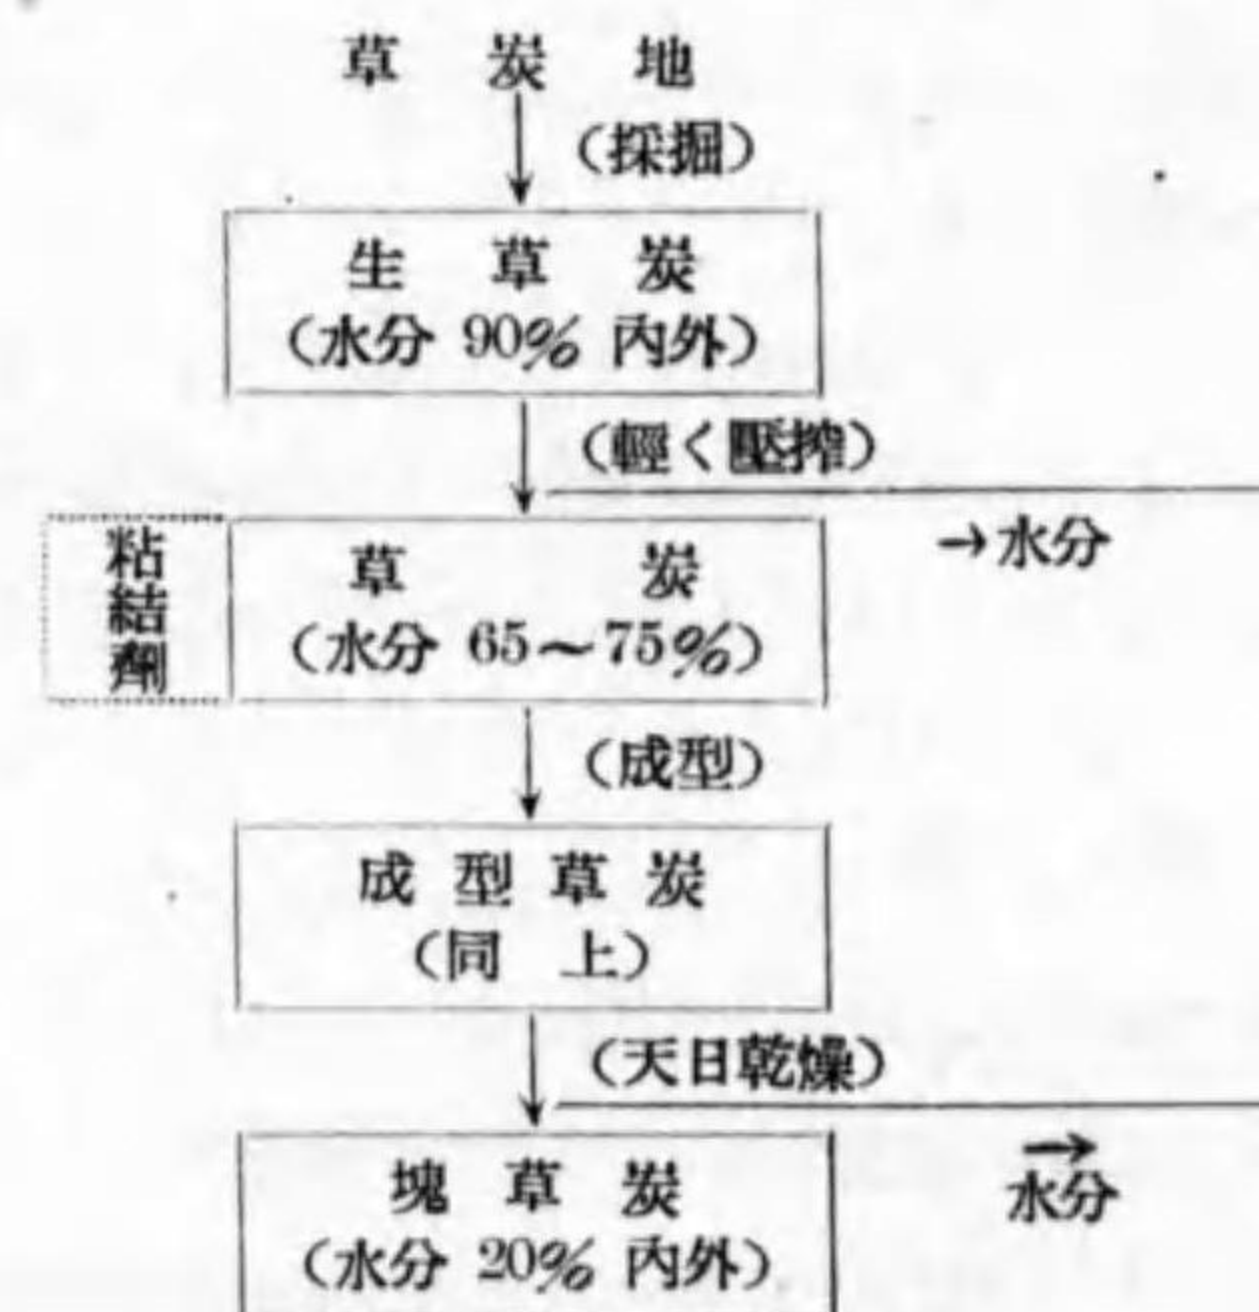 草炭地
(採掘)
生草炭
(水分 90% 內外)
(輕く壓搾)
→水分
粘結劑
草炭
(水分 65〜75%)
(成型)
成型草炭
(同上)
(天日乾燥)
→
水分
塊草炭
(水分 20% 內外)